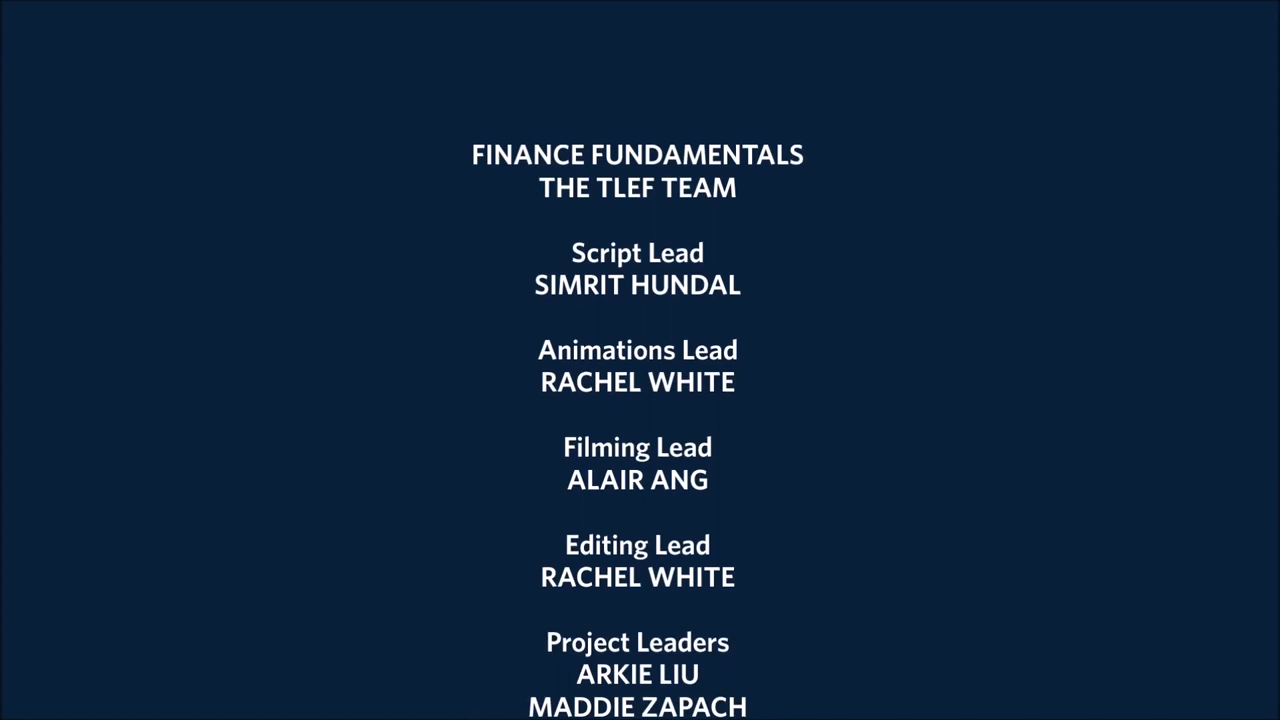 FINANCE FUNDAMENTALS
THE TLEF TEAM
Script Lead
SIMRIT HUNDAL
Animations Lead
RACHEL WHITE
Filming Lead
ALAIR ANG
Editing Lead
RACHEL WHITE
Project Leaders
ARKIE LIU
MADDIE ZAPACH